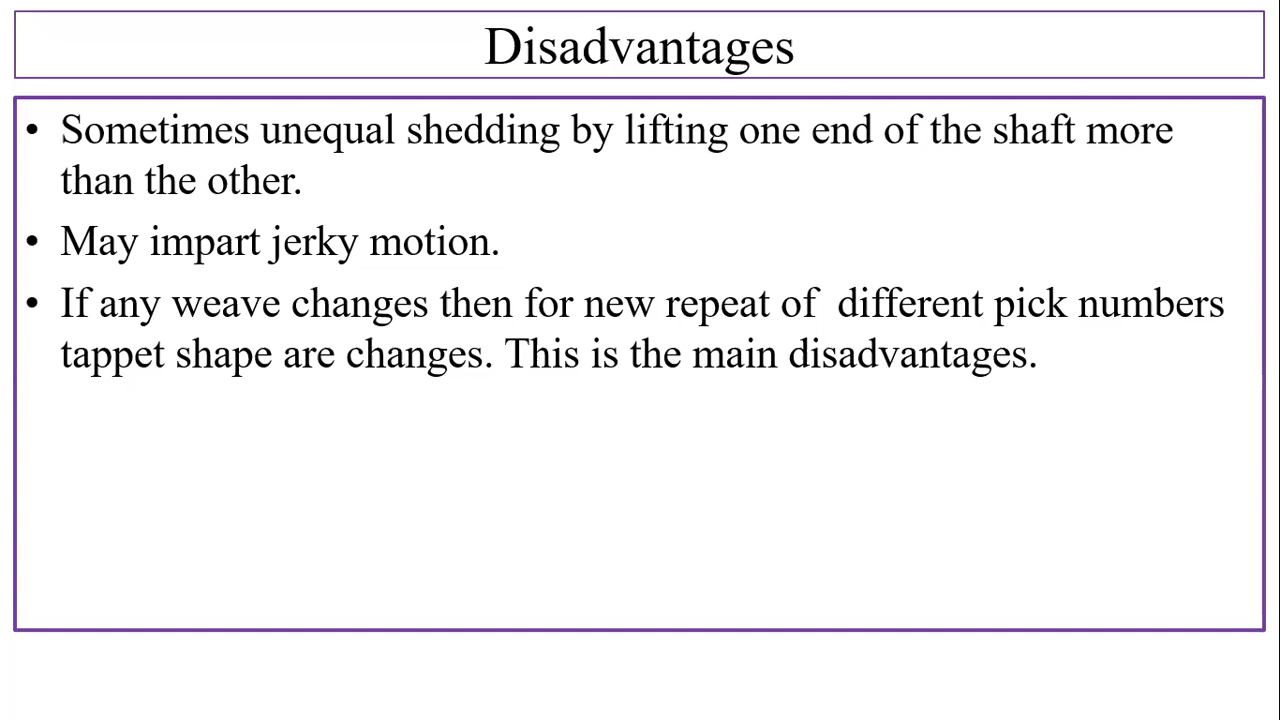 Disadvantages
• Sometimes unequal shedding by lifting one end of the shaft more
than the other.
• May impart jerky motion.
• If any weave changes then for new repeat of  different pick numbers
tappet shape are changes. This is the main disadvantages.